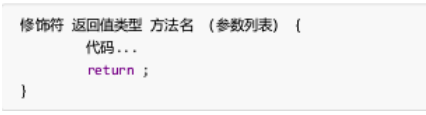 修饰符 返回值类型 方法名 （参数列表） {
代码...
return ;
}